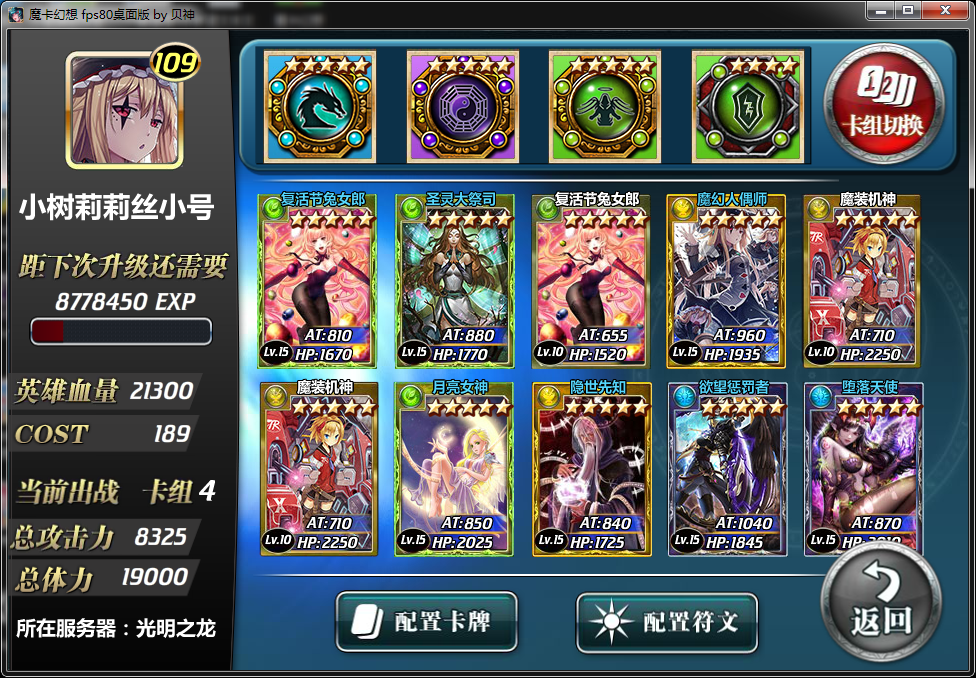 魔卡幻想 fps80桌面版 by 贝神
109
小树莉莉丝小号
距下次升级还需要
8778450 EXP
英雄血量 21300
COST 189
当前出战 卡组 4
总攻击力 8325
总体力 19000
所在服务器：光明之龙
卡组切换
复活节兔女郎
AT:810
Lv.15 HP:1670
圣灵大祭司
AT:880
Lv.15 HP:1770
复活节兔女郎
AT:655
Lv.10 HP:1520
魔幻人偶师
AT:960
Lv.15 HP:1935
魔装机神
7R
X
AT:710
Lv.10 HP:2250
魔装机神
7R
X
AT:710
Lv.10 HP:2250
月亮女神
AT:850
Lv.15 HP:2025
隐世先知
AT:840
Lv.15 HP:1725
欲望惩罚者
AT:1040
Lv.15 HP:1845
堕落天使
AT:870
Lv.15
配置卡牌
配置符文
返回